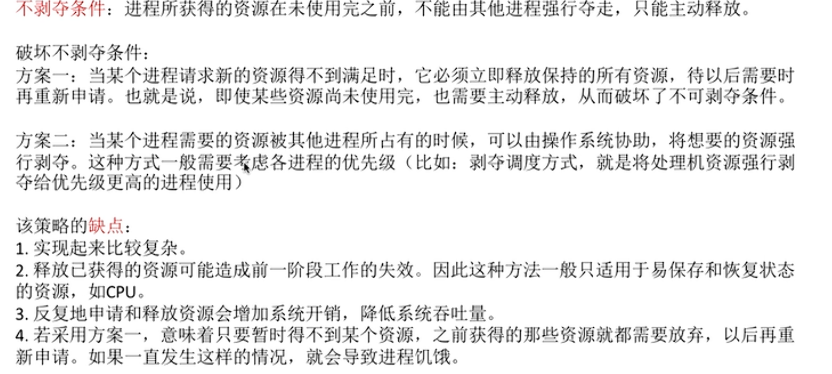 不剥夺条件：进程所获得的资源在未使用完之前，不能由其他进程强行夺走，只能主动释放。
破坏不剥夺条件：
方案一：当某个进程请求新的资源得不到满足时，它必须立即释放保持的所有资源，待以后需要时
再重新申请。也就是说，即使某些资源尚未使用完，也需要主动释放，从而破坏了不可剥夺条件。
方案二：当某个进程需要的资源被其他进程所占有的时候，可以由操作系统协助，将想要的资源强
行剥夺。这种方式一般需要考虑各进程的优先级（比如：剥夺调度方式，就是将处理机资源强行剥
夺给优先级更高的进程使用）
该策略的缺点：
1. 实现起来比较复杂。
2. 释放已获得的资源可能造成前一阶段工作的失效。因此这种方法一般只适用于易保存和恢复状态
的资源，如CPU。
3. 反复地申请和释放资源会增加系统开销，降低系统吞吐量。
4. 若采用方案一，意味着只要暂时得不到某个资源，之前获得的那些资源就都需要放弃，以后再重
新申请。如果一直发生这样的情况，就会导致进程饥饿。